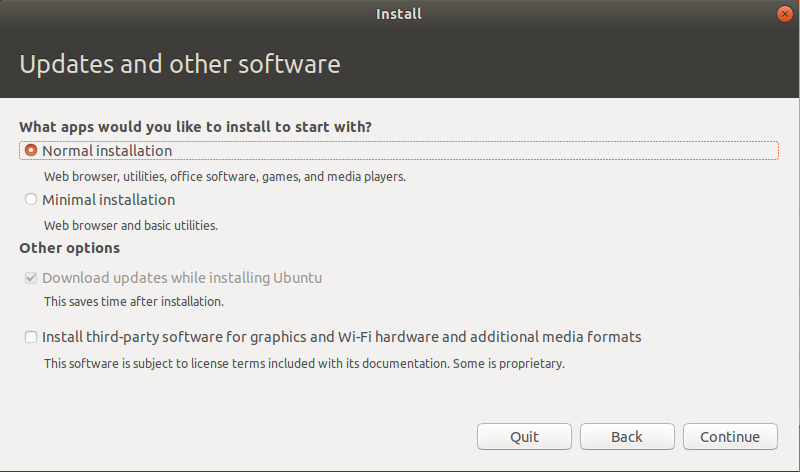 Install
Updates and other software
What apps would you like to install to start with?
Normal installation
Web browser, utilities, office software, games, and media players.
Minimal installation
Web browser and basic utilities.
Other options
Download updates while installing Ubuntu
This saves time after installation.
Install third-party software for graphics and Wi-Fi hardware and additional media formats
This software is subject to license terms included with its documentation. Some is proprietary.
Quit Back Continue